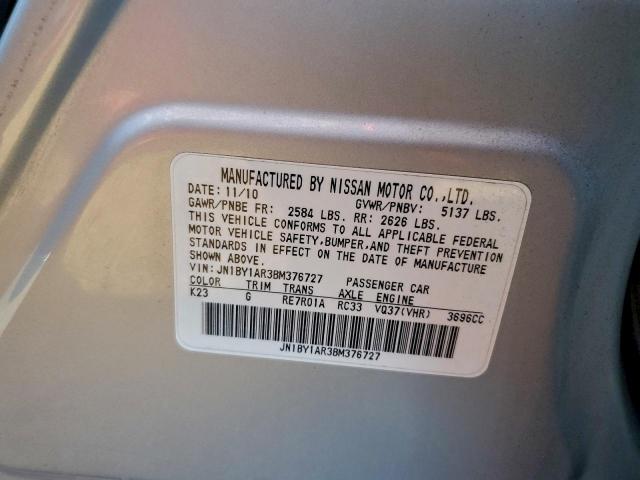 MANUFACTURED BY NISSAN MOTOR CO.,LTD.
DATE: 11/10 GVWR/PNBV: 5137 LBS.
GAWR/PNBE FR: 2584 LBS. RR: 2626 LBS.
THIS VEHICLE CONFORMS TO ALL APPLICABLE FEDERAL
MOTOR VEHICLE SAFETY,BUMPER,AND THEFT PREVENTION
STANDARDS IN EFFECT ON THE DATE OF MANUFACTURE
SHOWN ABOVE.
VIN: JN1BY1AR3BM376727 PASSENGER CAR
COLOR TRIM TRANS AXLE ENGINE
K23 G RE7R01A RC33 VQ37(VHR) 3696CC
JN1BY1AR3BM376727